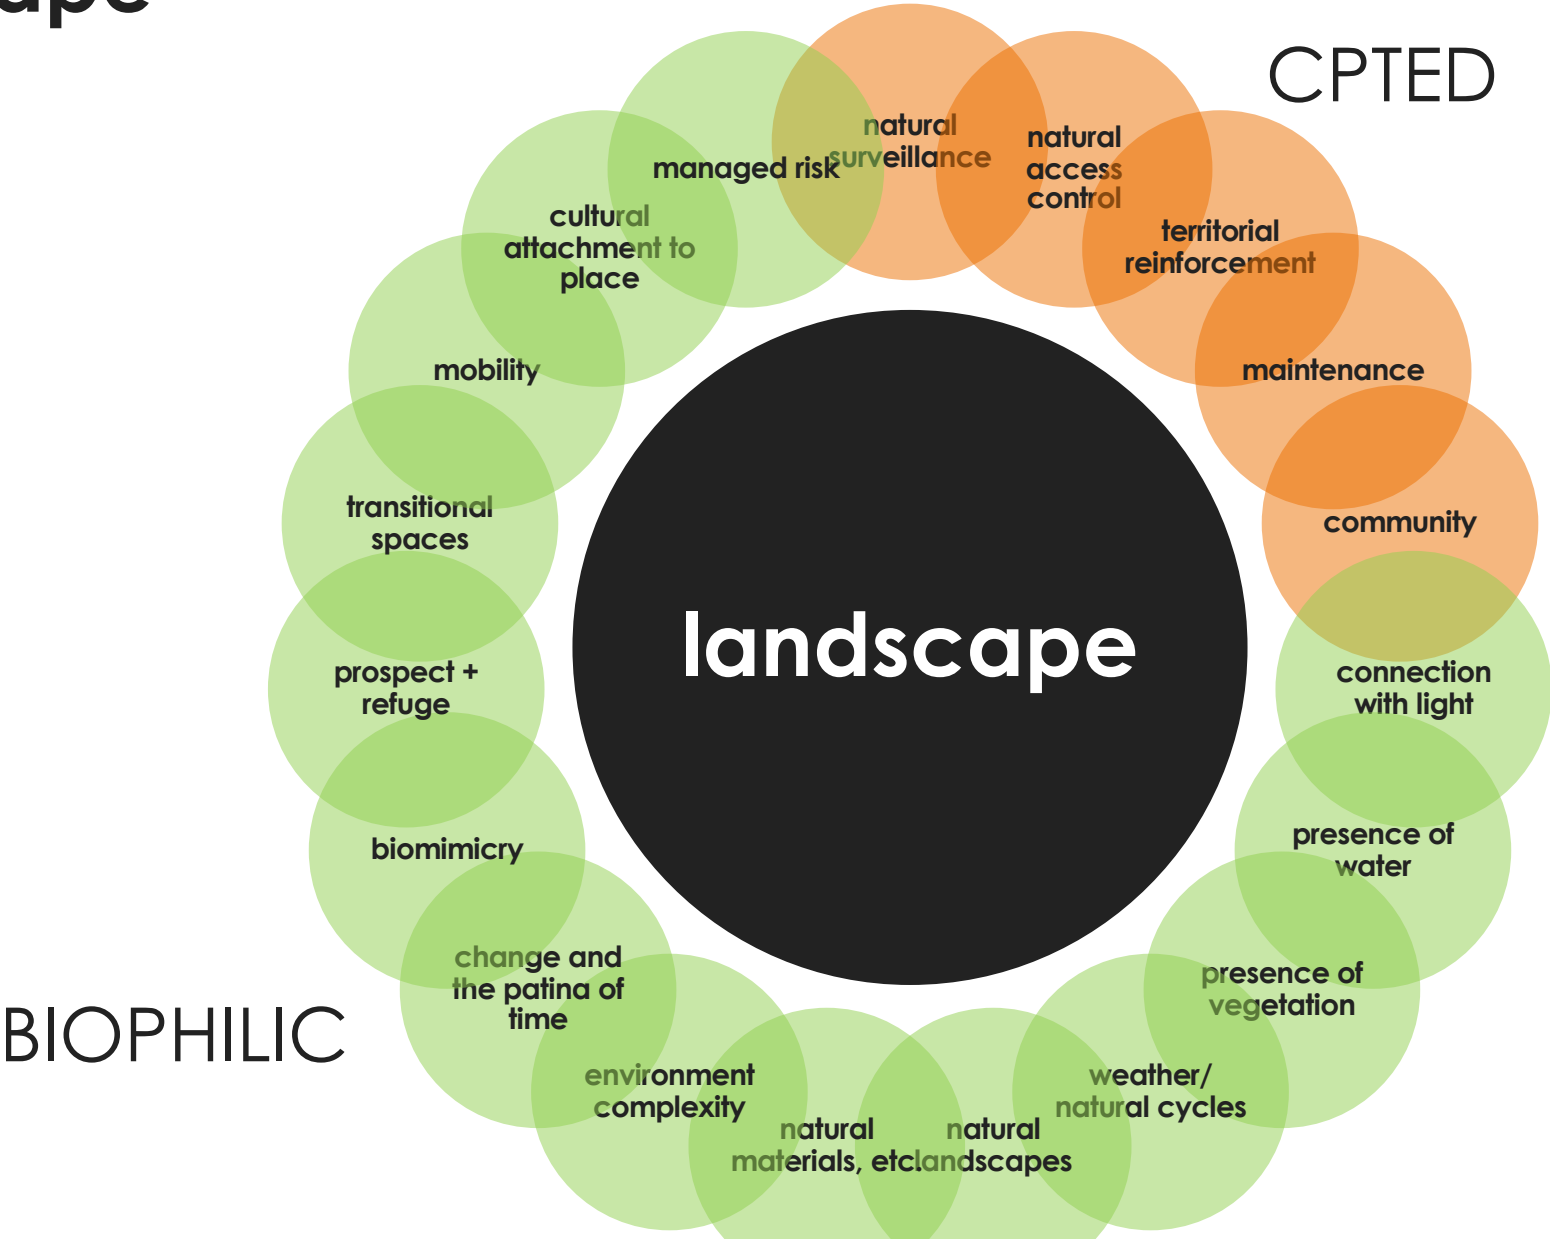 ape
CPTED
natural
surveillance
natural
access
control
territorial
reinforcement
maintenance
community
connection
with light
presence of
water
presence of
vegetation
weather/
natural cycles
natural
landscapes
natural
materials, etc.
environment
complexity
change and
the patina of
time
biomimicry
prospect +
refuge
transitional
spaces
mobility
cultural
attachment to
place
managed risk
landscape
BIOPHILIC